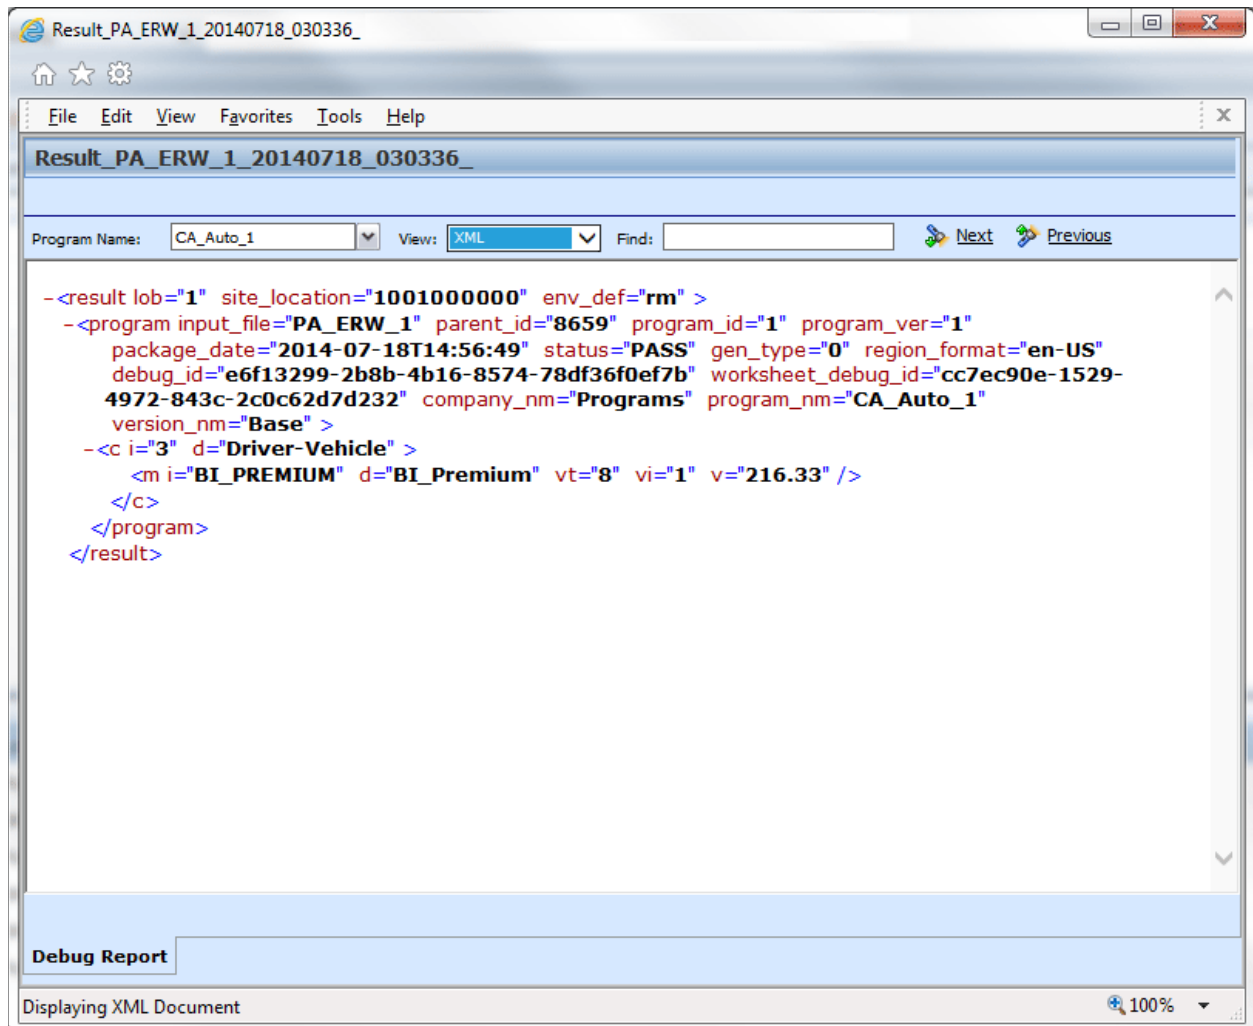 Result_PA_ERW_1_20140718_030336_
File Edit View Favorites Tools Help
Result_PA_ERW_1_20140718_030336_
Program Name: CA_Auto_1 View: XML Find: Next Previous
-<result lob="1" site_location="1001000000" env_def="rm" >
-<program input_file="PA_ERW_1" parent_id="8659" program_id="1" program_ver="1"
package_date="2014-07-18T14:56:49" status="PASS" gen_type="0" region_format="en-US"
debug_id="e6f13299-2b8b-4b16-8574-78df36f0ef7b" worksheet_debug_id="cc7ec90e-1529-
4972-843c-2c0c62d7d232" company_nm="Programs" program_nm="CA_Auto_1"
version_nm="Base" >
-<c i="3" d="Driver-Vehicle" >
<m i="BI_PREMIUM" d="BI_Premium" vt="8" vi="1" v="216.33" />
</c>
</program>
</result>
Debug Report
Displaying XML Document 100%